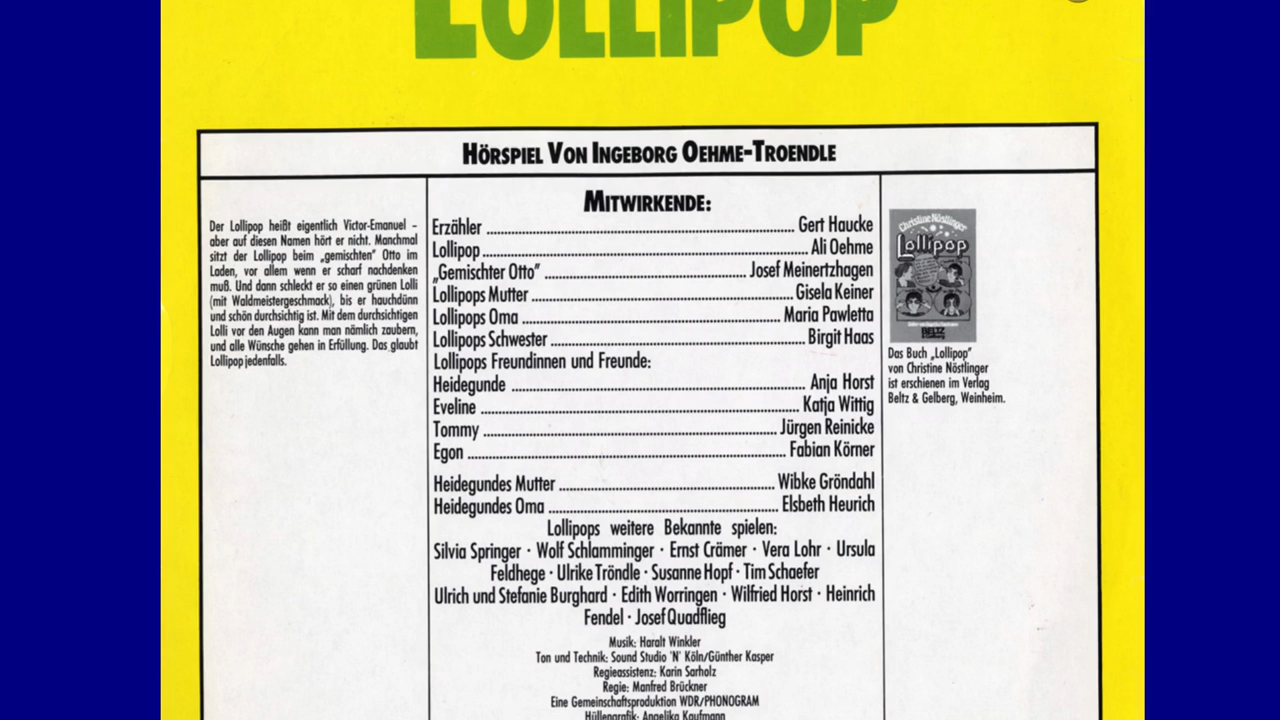 LOLLIPOP
HÖRSPIEL VON INGEBORG OEHME-TROENDLE
Der Lollipop heißt eigentlich Victor-Emanuel –
aber auf diesen Namen hört er nicht. Manchmal
sitzt der Lollipop beim „gemischten" Otto im
Laden, vor allem wenn er scharf nachdenken
muß. Und dann schleckt er so einen grünen Lolli
(mit Waldmeistergeschmack), bis er hauchdünn
und schön durchsichtig ist. Mit dem durchsichtigen
Lolli vor den Augen kann man nämlich zaubern,
und alle Wünsche gehen in Erfüllung. Das glaubt
Lollipop jedenfalls.
MITWIRKENDE:
Erzähler ........ Gert Haucke
Lollipop ........ Ali Oehme
„Gemischter Otto" ........ Josef Meinertzhagen
Lollipops Mutter ........ Gisela Keiner
Lollipops Oma ........ Maria Pawletta
Lollipops Schwester ........ Birgit Haas
Lollipops Freundinnen und Freunde:
Heidegunde ........ Anja Horst
Eveline ........ Katja Wittig
Tommy ........ Jürgen Reinicke
Egon ........ Fabian Körner
Heidegundes Mutter ........ Wibke Gröndahl
Heidegundes Oma ........ Elsbeth Heurich
Lollipops weitere Bekannte spielen:
Silvia Springer · Wolf Schlamminger · Ernst Crämer · Vera Lohr · Ursula
Feldhege · Ulrike Tröndle · Susanne Hopf · Tim Schaefer
Ulrich und Stefanie Burghard · Edith Worringen · Wilfried Horst · Heinrich
Fendel · Josef Quadflieg
Musik: Haralt Winkler
Ton und Technik: Sound Studio 'N' Köln/Günther Kasper
Regieassistenz: Karin Sarholz
Regie: Manfred Brückner
Eine Gemeinschaftsproduktion WDR/PHONOGRAM
Hüllengrafik: Angelika Kaufmann
Christine Nöstlinger
Lollipop
BELTZ
Das Buch „Lollipop"
von Christine Nöstlinger
ist erschienen im Verlag
Beltz & Gelberg, Weinheim.